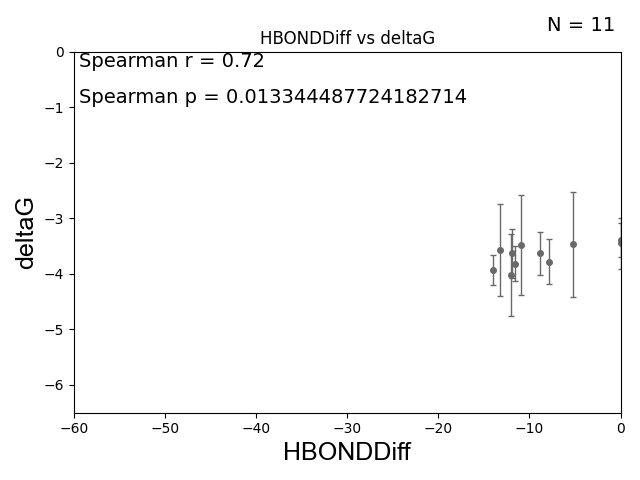 N = 11
HBONDDiff vs deltaG
Spearman r = 0.72
Spearman p = 0.013344487724182714
0
−1
−2
−3
−4
−5
−6
deltaG
−60
−50
−40
−30
−20
−10
0
HBONDDiff